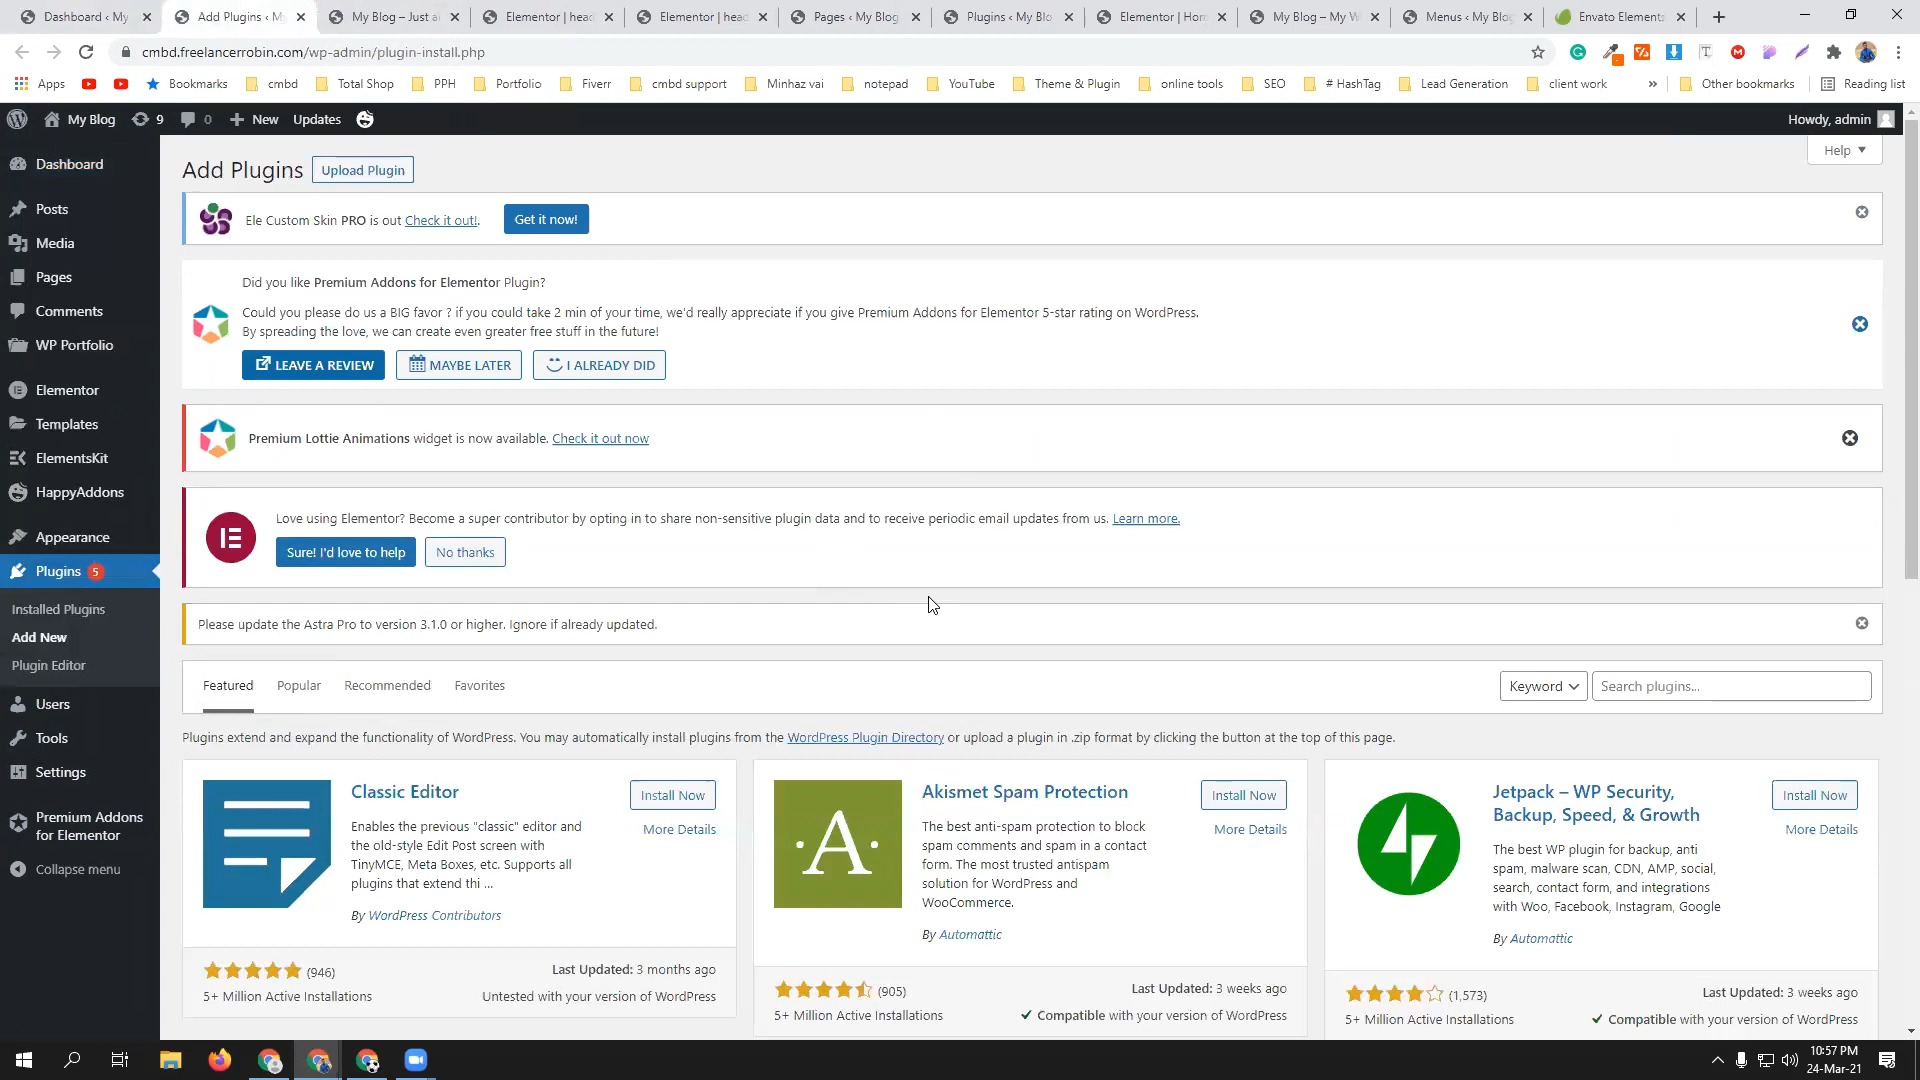 Dashboard ‹ My
Add Plugins ‹ My
My Blog – Just a
Elementor | head
Elementor | head
Pages ‹ My Blog
Plugins ‹ My Blo
Elementor | Hom
My Blog – My W
Menus ‹ My Blog
Envato Elements
cmbd.freelancerrobin.com/wp-admin/plugin-install.php
Apps Bookmarks cmbd Total Shop PPH Portfolio Fiverr cmbd support Minhaz vai notepad YouTube Theme & Plugin online tools SEO # HashTag Lead Generation client work » Other bookmarks Reading list
My Blog 9 0 New Updates Howdy, admin
Dashboard
Posts
Media
Pages
Comments
WP Portfolio
Elementor
Templates
ElementsKit
HappyAddons
Appearance
Plugins 5
Installed Plugins
Add New
Plugin Editor
Users
Tools
Settings
Premium Addons
for Elementor
Collapse menu
Help
Add Plugins Upload Plugin
Ele Custom Skin PRO is out Check it out!. Get it now!
Did you like Premium Addons for Elementor Plugin?
Could you please do us a BIG favor ? if you could take 2 min of your time, we'd really appreciate if you give Premium Addons for Elementor 5-star rating on WordPress.
By spreading the love, we can create even greater free stuff in the future!
LEAVE A REVIEW MAYBE LATER I ALREADY DID
Premium Lottie Animations widget is now available. Check it out now
Love using Elementor? Become a super contributor by opting in to share non-sensitive plugin data and to receive periodic email updates from us. Learn more.
Sure! I'd love to help No thanks
Please update the Astra Pro to version 3.1.0 or higher. Ignore if already updated.
Featured Popular Recommended Favorites Keyword Search plugins...
Plugins extend and expand the functionality of WordPress. You may automatically install plugins from the WordPress Plugin Directory or upload a plugin in .zip format by clicking the button at the top of this page.
Classic Editor
Install Now
More Details
Enables the previous "classic" editor and
the old-style Edit Post screen with
TinyMCE, Meta Boxes, etc. Supports all
plugins that extend thi ...
By WordPress Contributors
(946)
Last Updated: 3 months ago
5+ Million Active Installations
Untested with your version of WordPress
Akismet Spam Protection
Install Now
More Details
The best anti-spam protection to block
spam comments and spam in a contact
form. The most trusted antispam
solution for WordPress and
WooCommerce.
By Automattic
(905)
Last Updated: 3 weeks ago
5+ Million Active Installations
Compatible with your version of WordPress
Jetpack – WP Security,
Backup, Speed, & Growth
Install Now
More Details
The best WP plugin for backup, anti
spam, malware scan, CDN, AMP, social,
search, contact form, and integrations
with Woo, Facebook, Instagram, Google
By Automattic
(1,573)
Last Updated: 3 weeks ago
5+ Million Active Installations
Compatible with your version of WordPress
10:57 PM
24-Mar-21